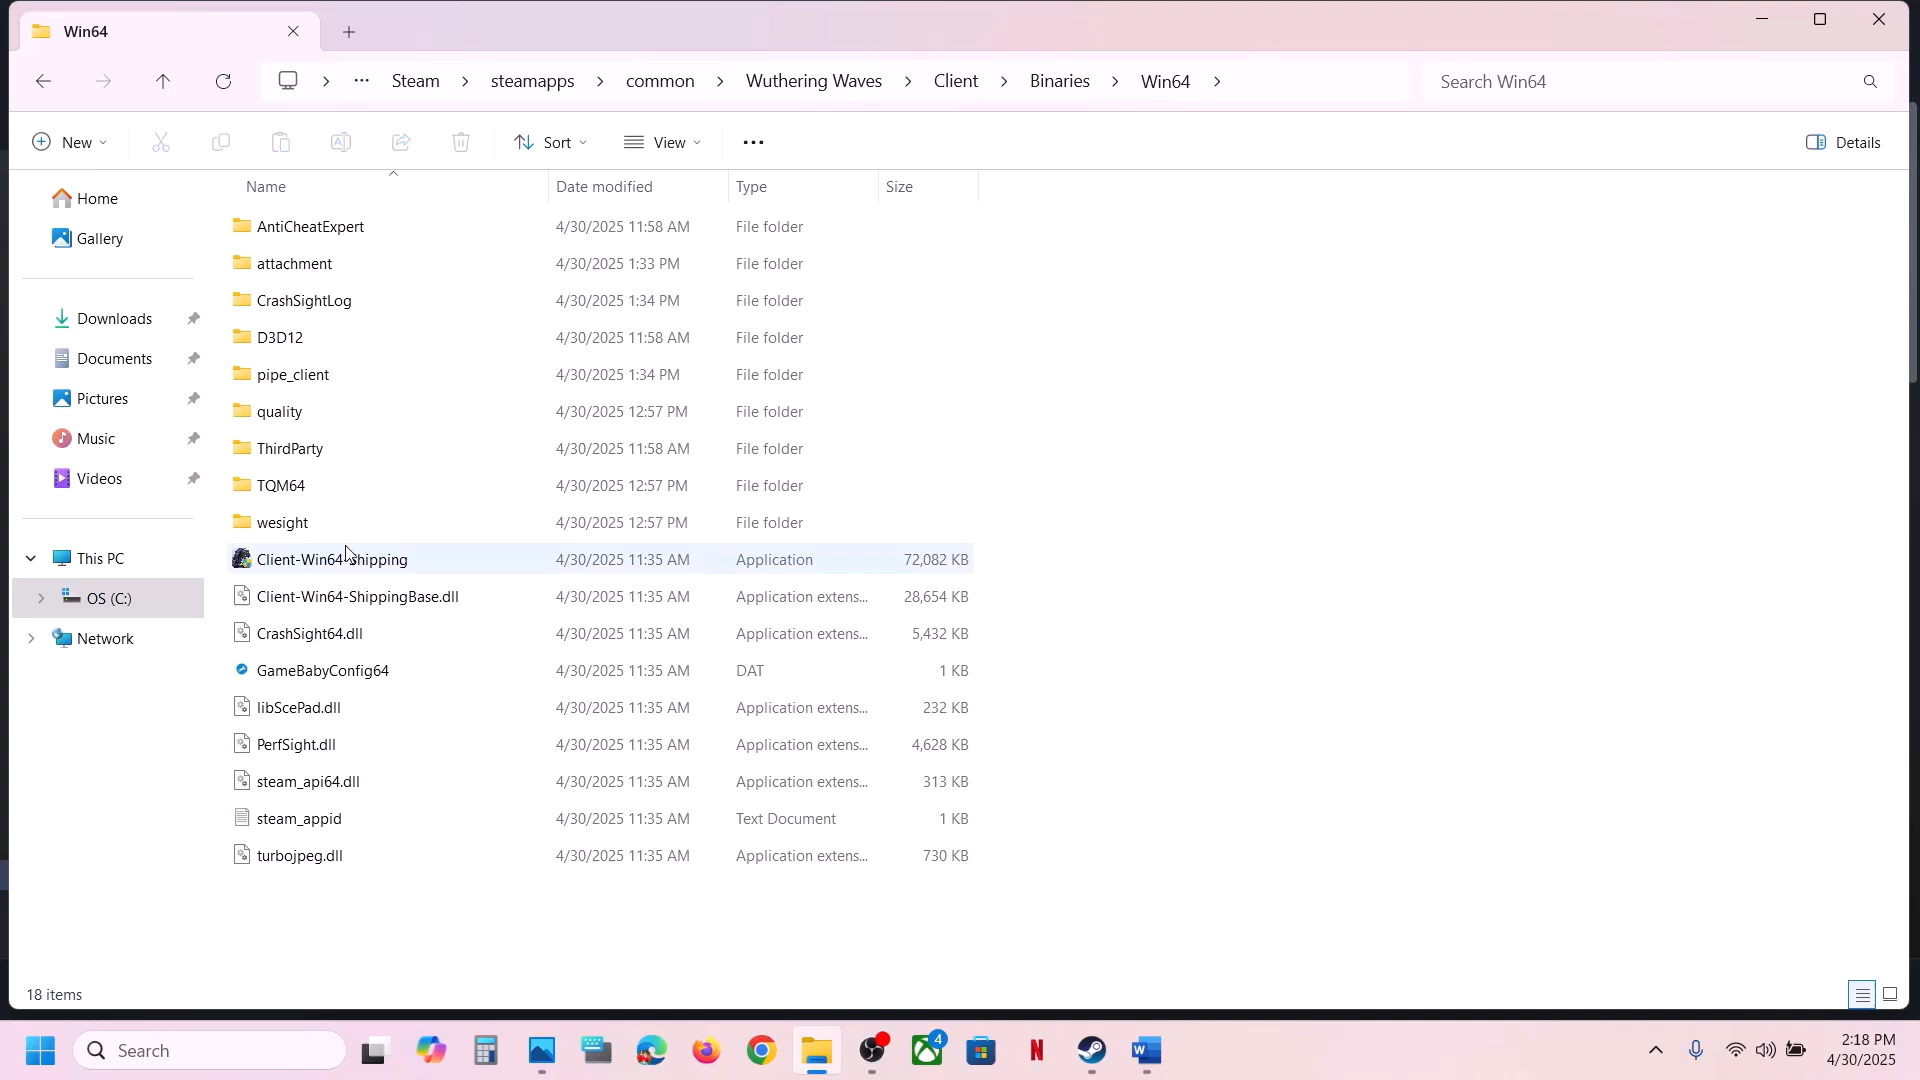 Win64
Steam steamapps common Wuthering Waves Client Binaries Win64 Search Win64
New Sort View Details
Name Date modified Type Size
Home
Gallery
Downloads
Documents
Pictures
Music
Videos
This PC
OS (C:)
Network
AntiCheatExpert 4/30/2025 11:58 AM File folder
attachment 4/30/2025 1:33 PM File folder
CrashSightLog 4/30/2025 1:34 PM File folder
D3D12 4/30/2025 11:58 AM File folder
pipe_client 4/30/2025 1:34 PM File folder
quality 4/30/2025 12:57 PM File folder
ThirdParty 4/30/2025 11:58 AM File folder
TQM64 4/30/2025 12:57 PM File folder
wesight 4/30/2025 12:57 PM File folder
Client-Win64-Shipping 4/30/2025 11:35 AM Application 72,082 KB
Client-Win64-ShippingBase.dll 4/30/2025 11:35 AM Application extens... 28,654 KB
CrashSight64.dll 4/30/2025 11:35 AM Application extens... 5,432 KB
GameBabyConfig64 4/30/2025 11:35 AM DAT 1 KB
libScePad.dll 4/30/2025 11:35 AM Application extens... 232 KB
PerfSight.dll 4/30/2025 11:35 AM Application extens... 4,628 KB
steam_api64.dll 4/30/2025 11:35 AM Application extens... 313 KB
steam_appid 4/30/2025 11:35 AM Text Document 1 KB
turbojpeg.dll 4/30/2025 11:35 AM Application extens... 730 KB
18 items
Search 4 2:18 PM
4/30/2025